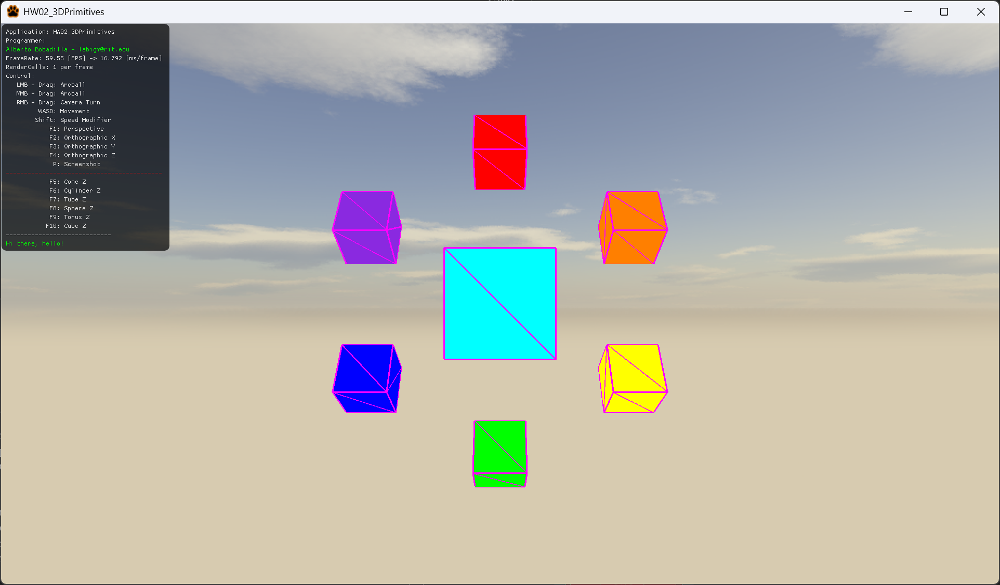 HW02_3DPrimitives
Application: HW02_3DPrimitives
Programmer:
Alberto Bobadilla - labigm@rit.edu
FrameRate: 59.55 [FPS] -> 16.792 [ms/frame]
RenderCalls: 1 per frame
Control:
LMB + Drag: Arcball
MMB + Drag: Arcball
RMB + Drag: Camera Turn
WASD: Movement
Shift: Speed Modifier
F1: Perspective
F2: Orthographic X
F3: Orthographic Y
F4: Orthographic Z
P: Screenshot
F5: Cone Z
F6: Cylinder Z
F7: Tube Z
F8: Sphere Z
F9: Torus Z
F10: Cube Z
Hi there, hello!